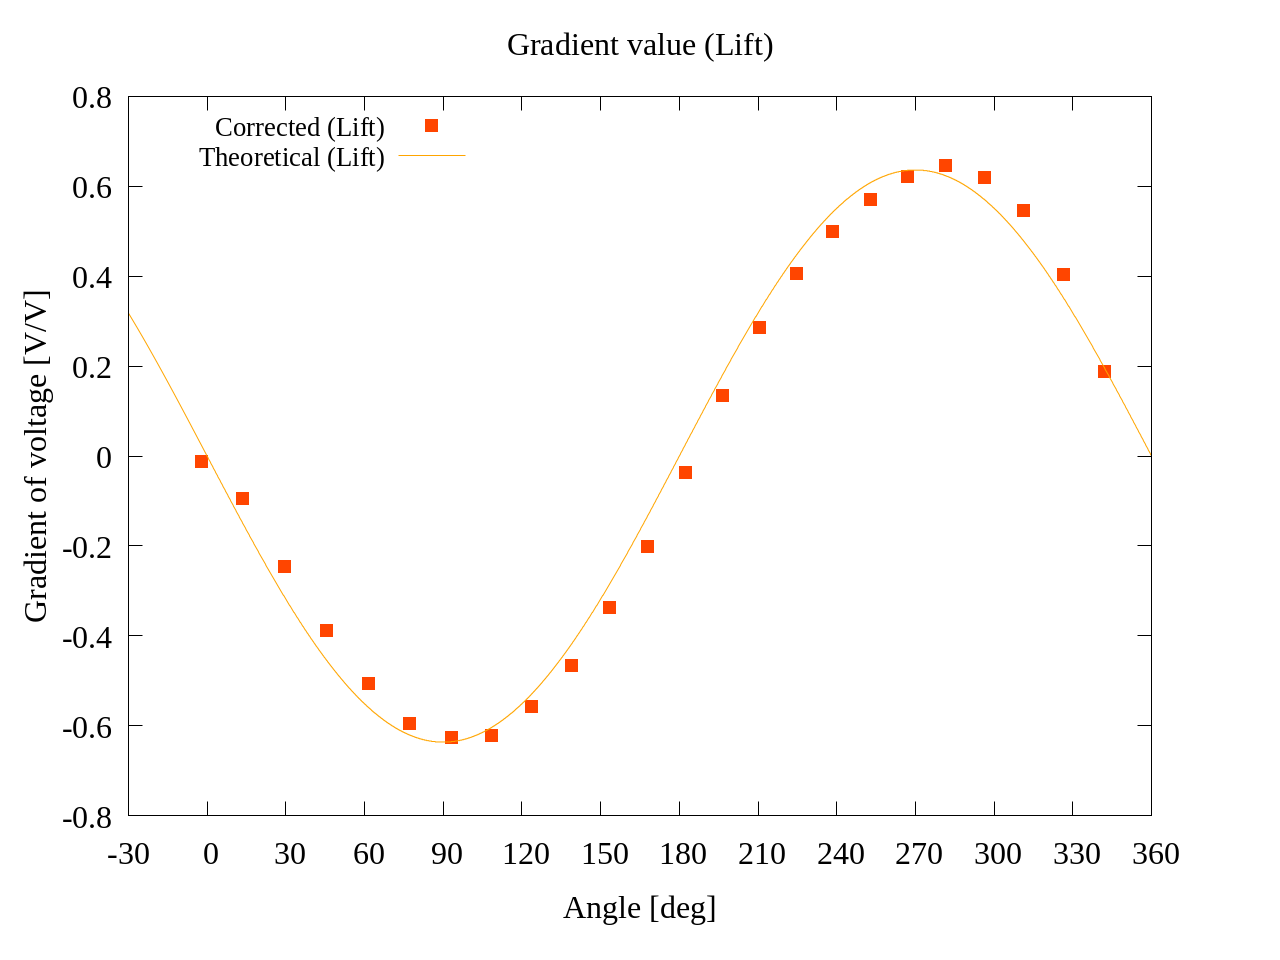 Gradient value (Lift)
Corrected (Lift)
Theoretical (Lift)
0.8
0.6
0.4
0.2
0
-0.2
-0.4
-0.6
-0.8
Gradient of voltage [V/V]
-30 0 30 60 90 120 150 180 210 240 270 300 330 360
Angle [deg]